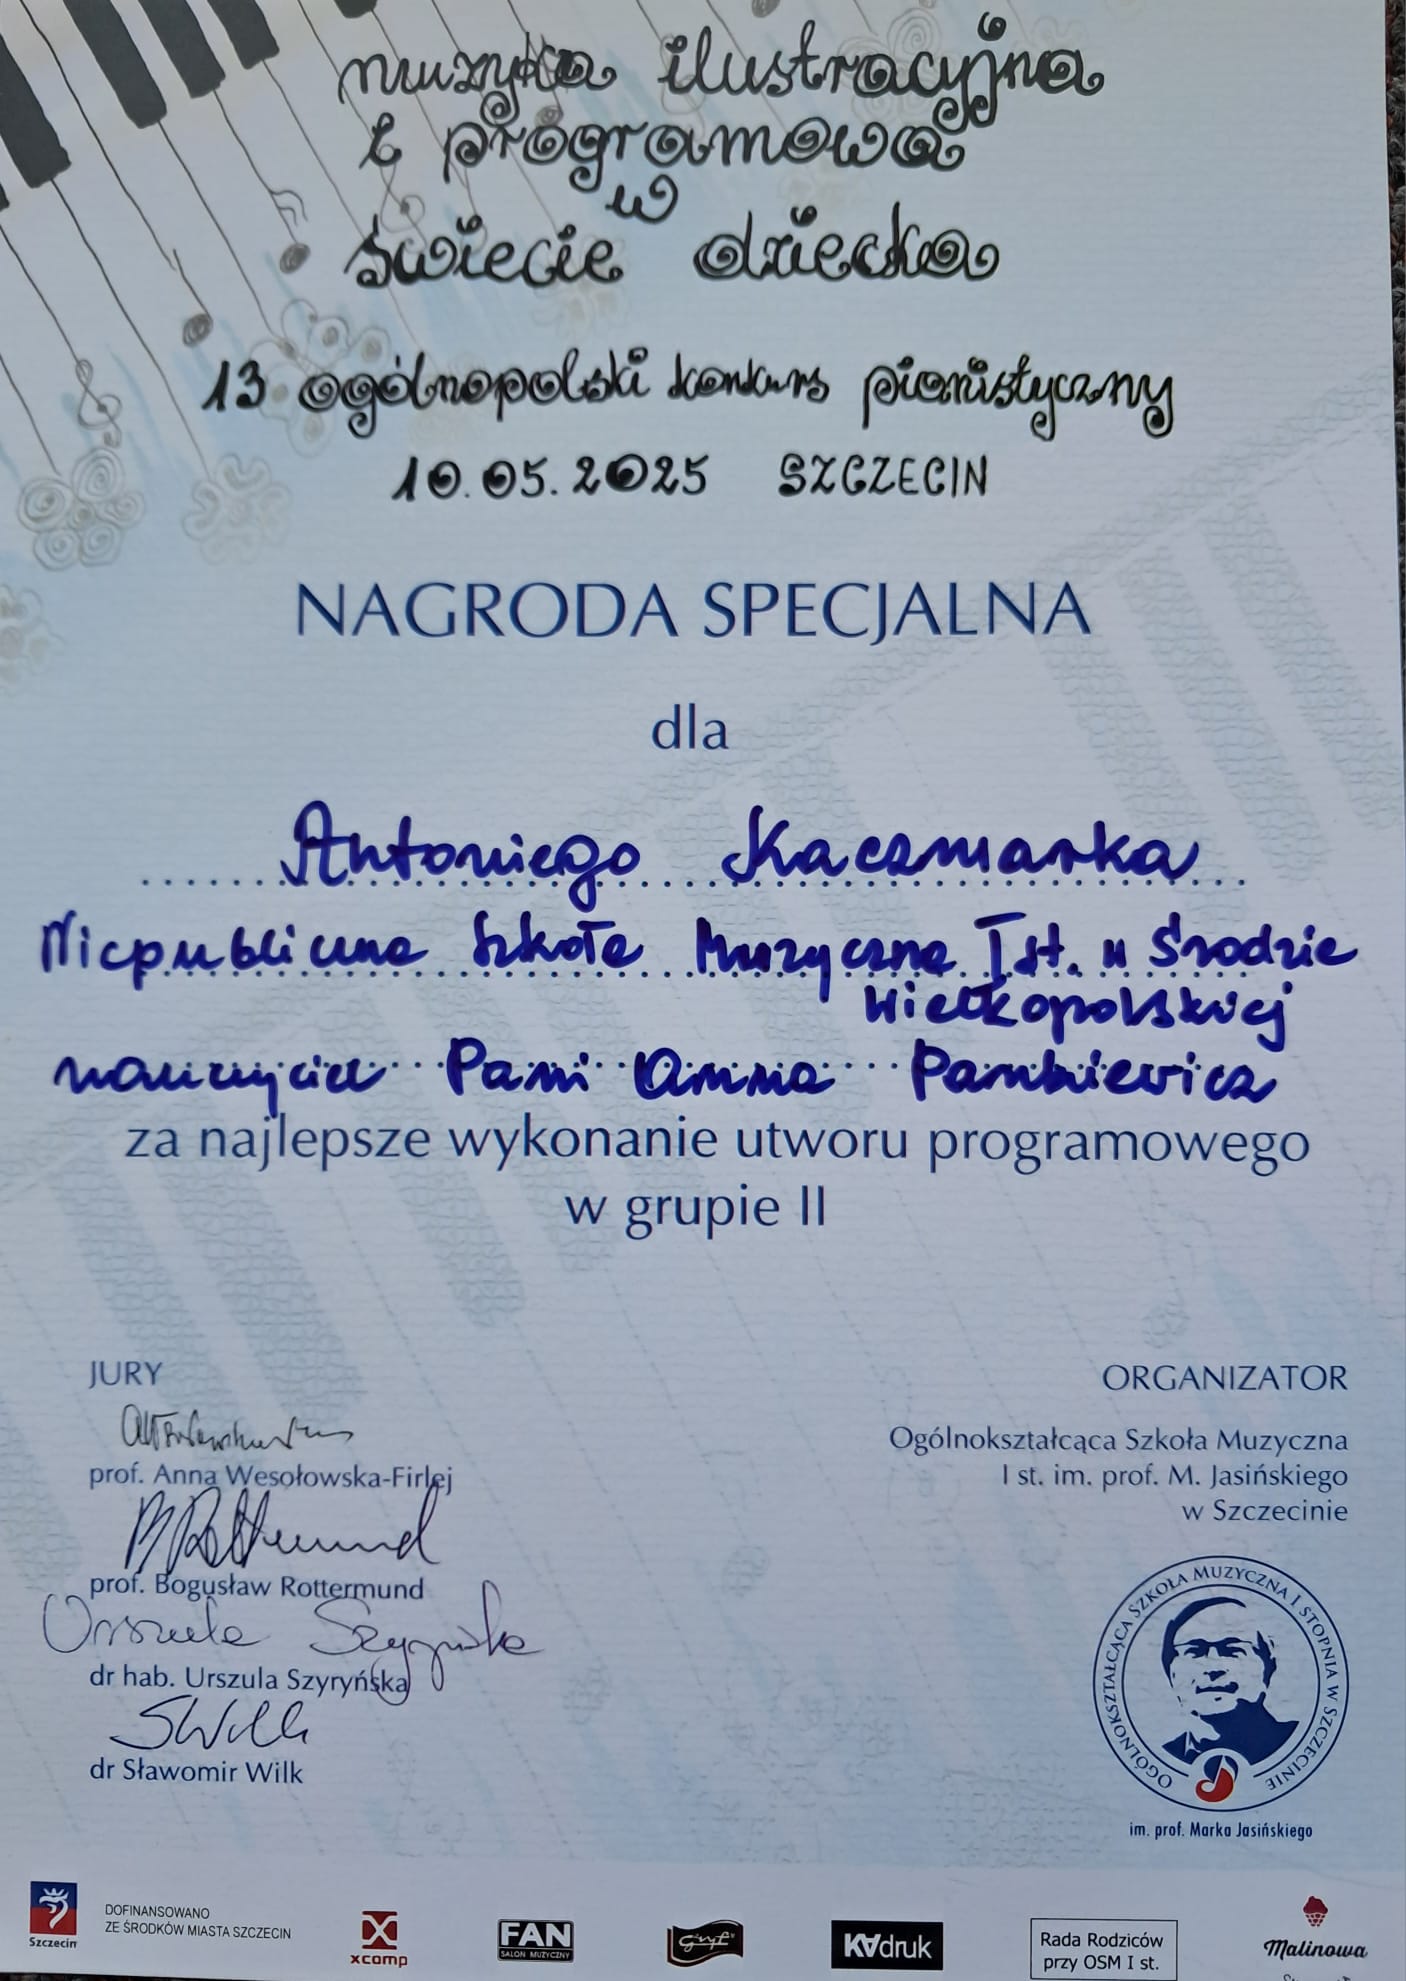 muzyka ilustracyjna
i programowa
w
świecie dziecka
13 ogólnopolski konkurs pianistyczny
10.05.2025 SZCZECIN
NAGRODA SPECJALNA
dla
Antoniego Kaczmarka
Niepubliczna Szkoła Muzyczna I st. w Środzie
Wielkopolskiej
nauczyciel Pani Anna
za najlepsze wykonanie utworu programowego
w grupie II
JURY
prof. Anna Wesołowska-Firlej
prof. Bogusław Rottermund
Urszula Szyryńska
dr hab. Urszula Szyryńska
SWilk
dr Sławomir Wilk
ORGANIZATOR
Ogólnokształcąca Szkoła Muzyczna
I st. im. prof. M. Jasińskiego
w Szczecinie
OGÓLNOKSZTAŁCĄCA SZKOŁA MUZYCZNA I STOPNIA W SZCZECINIE
im. prof. Marka Jasińskiego
Szczecin
DOFINANSOWANO
ZE ŚRODKÓW MIASTA SZCZECIN
xcomp
FAN
SALON MUZYCZNY
Gryf
KAdruk
Rada Rodziców
przy OSM I st.
Malinowa